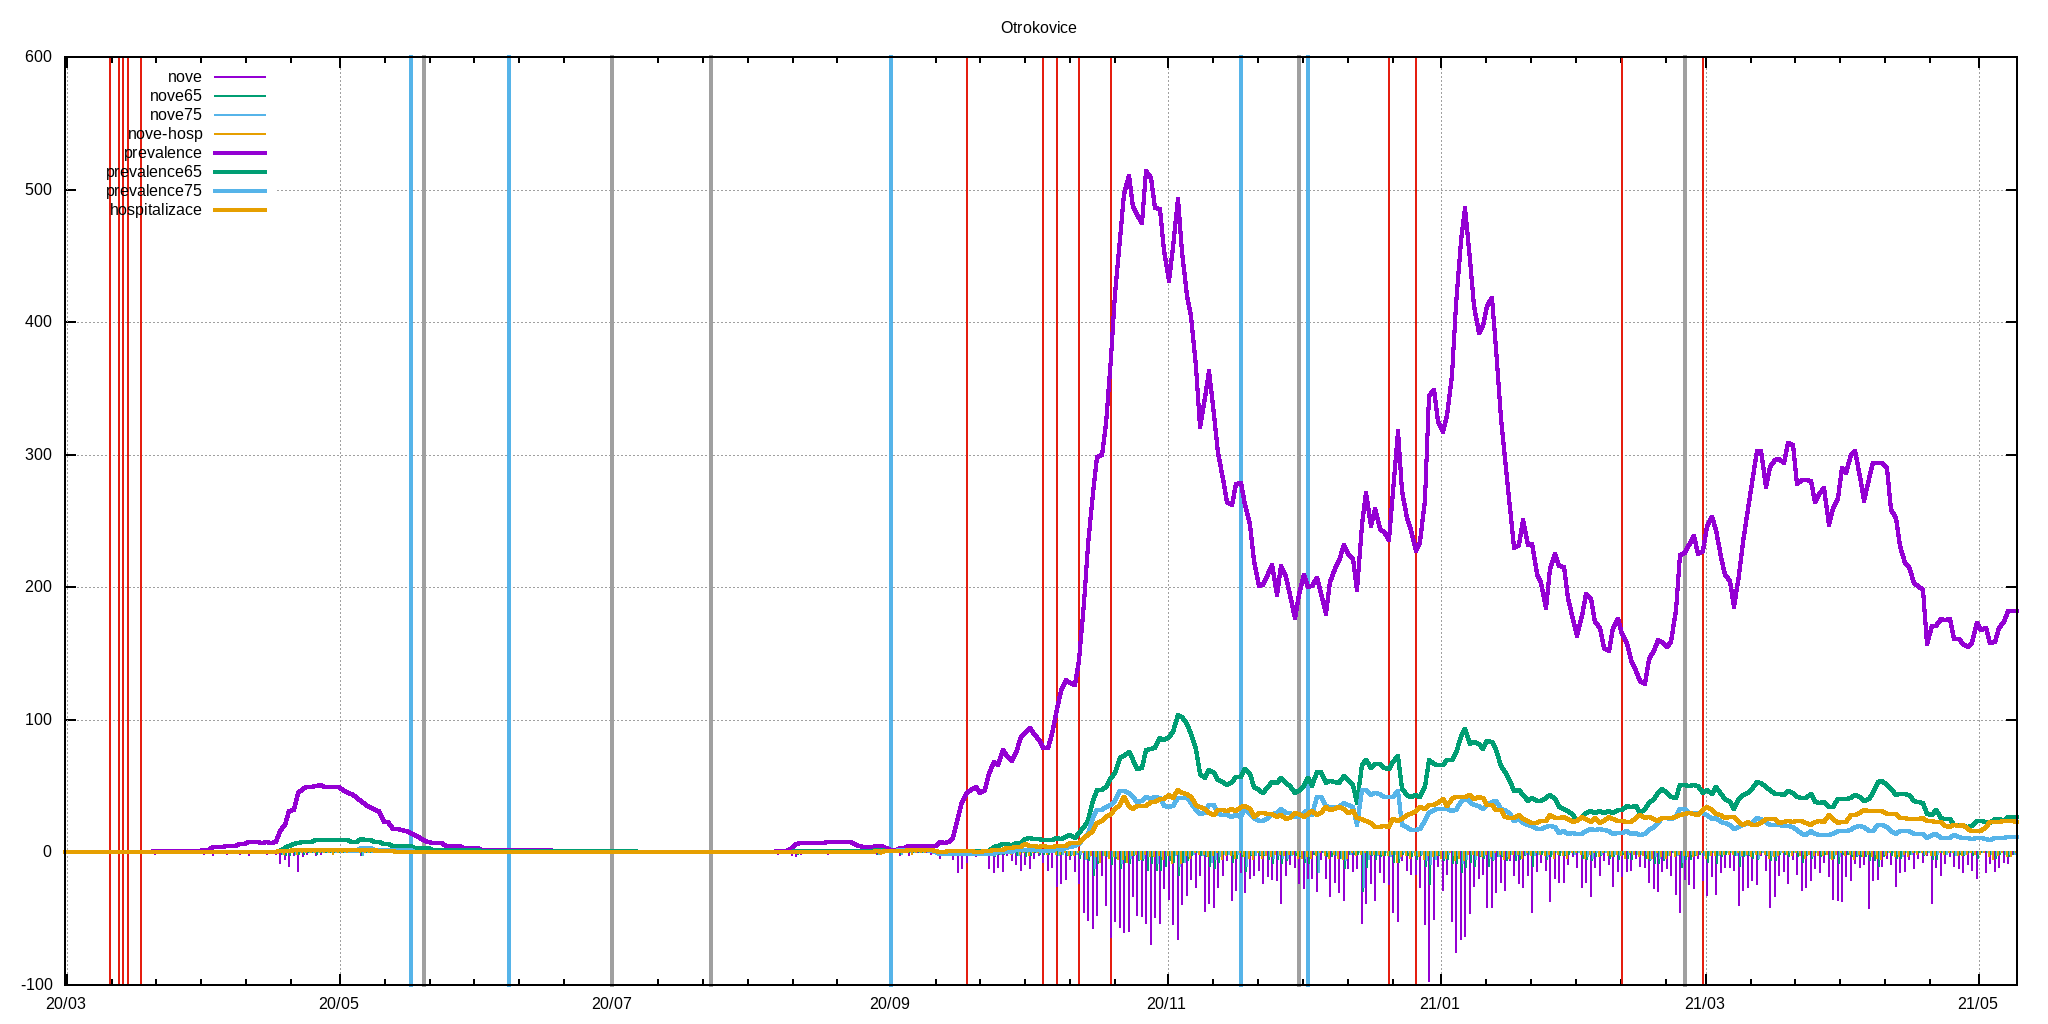 Otrokovice
600
500
400
300
200
100
0
-100
nove
nove65
nove75
nove-hosp
prevalence
prevalence65
prevalence75
hospitalizace
20/03
20/05
20/07
20/09
20/11
21/01
21/03
21/05